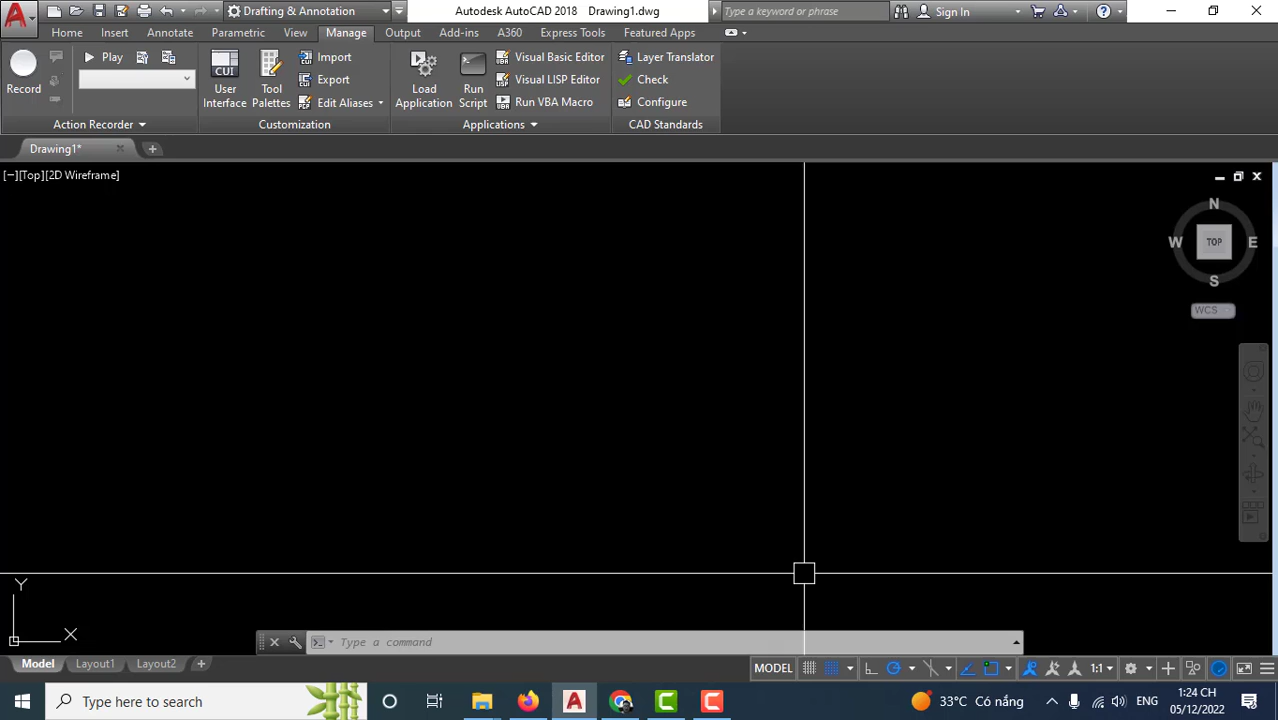 Drafting & Annotation Autodesk AutoCAD 2018 Drawing1.dwg Type a keyword or phrase Sign In
Home Insert Annotate Parametric View Manage Output Add-ins A360 Express Tools Featured Apps
Play CUI Import Visual Basic Editor Layer Translator
Export Visual LISP Editor Check
Record User Interface Tool Palettes Edit Aliases Load Application Run Script Run VBA Macro Configure
Action Recorder Customization Applications CAD Standards
Drawing1*
[−][Top][2D Wireframe]
N
W TOP E
S
WCS
Y
X
Type a command
Model Layout1 Layout2 MODEL 1:1
Type here to search 33°C Có nắng ENG 1:24 CH
05/12/2022